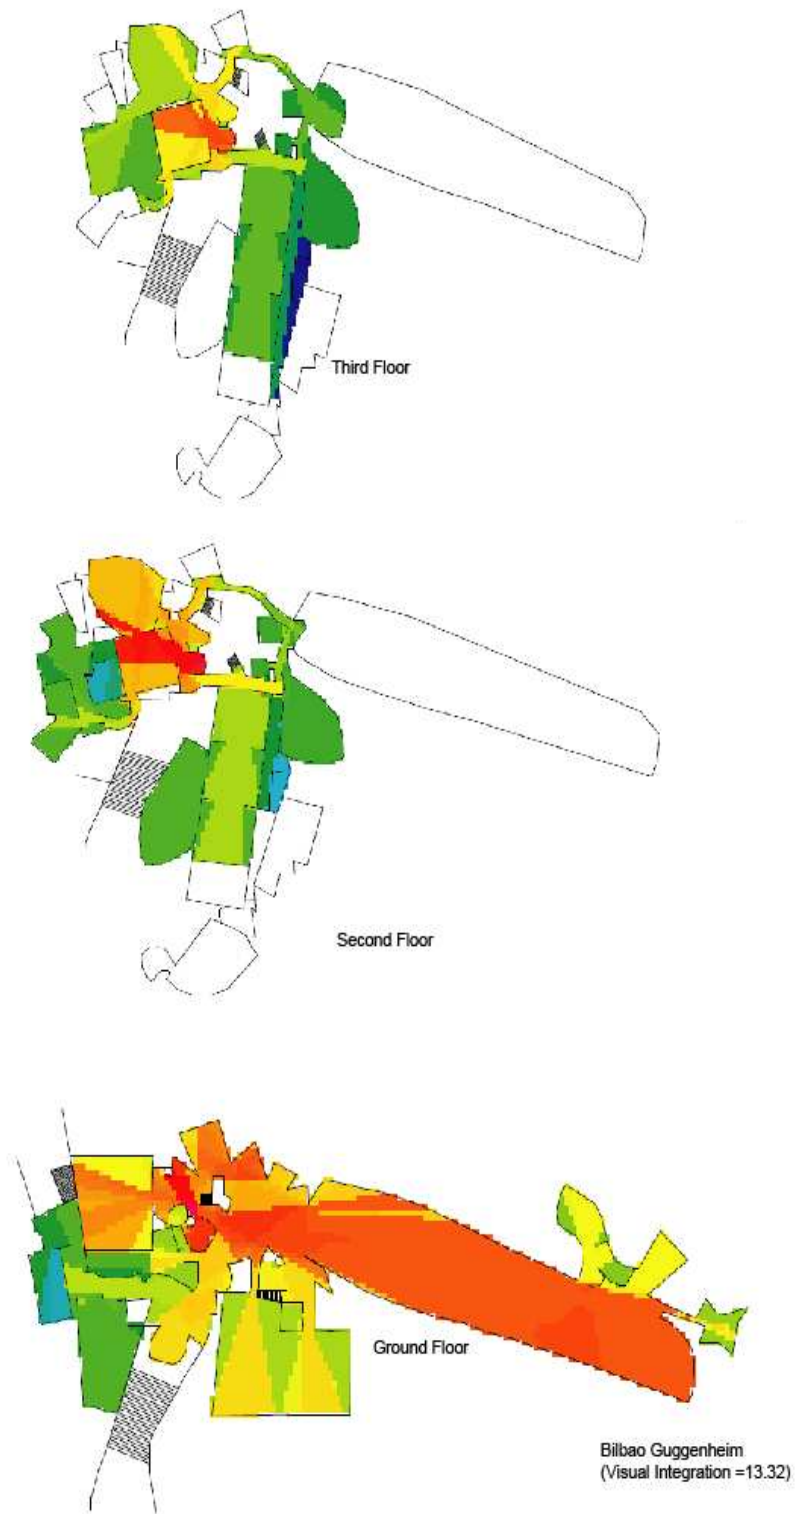 Third Floor
Second Floor
Ground Floor
Bilbao Guggenheim
(Visual Integration =13.32)